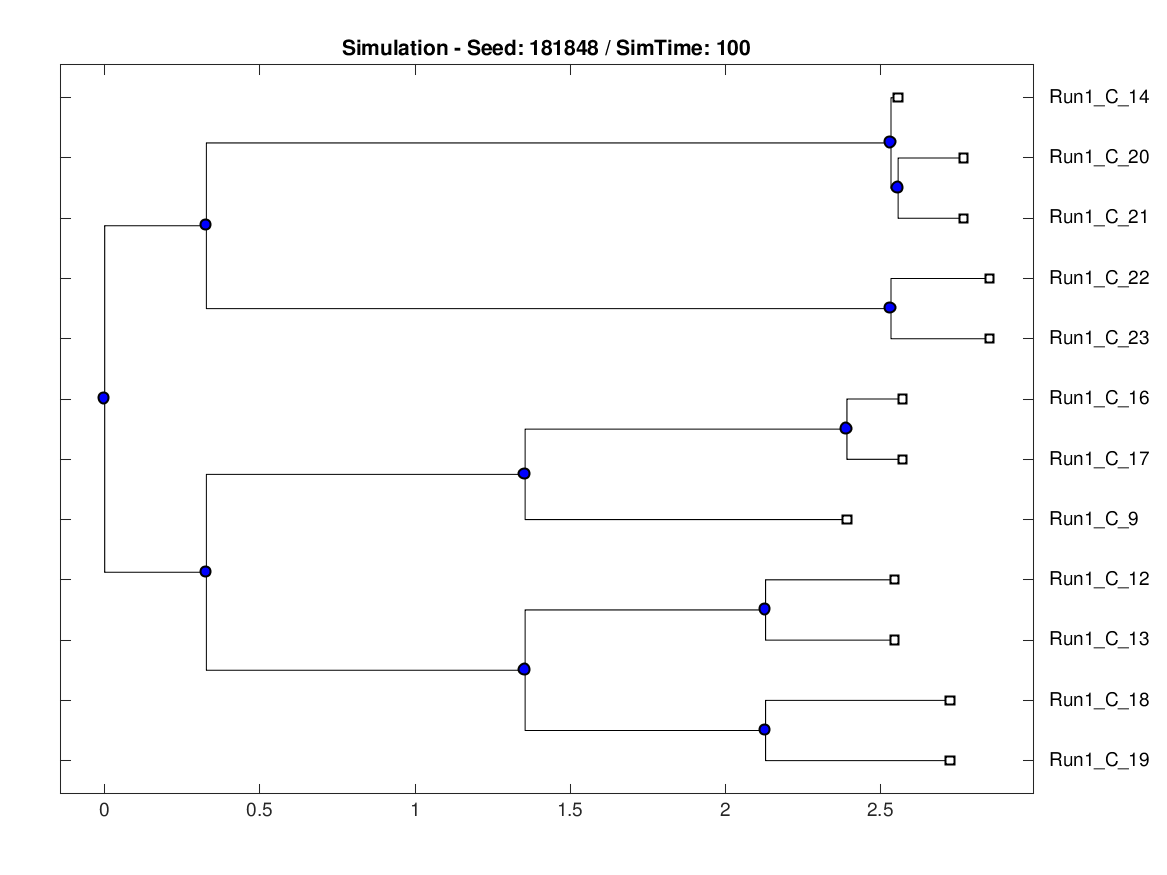 Simulation - Seed: 181848 / SimTime: 100
Run1_C_14
Run1_C_20
Run1_C_21
Run1_C_22
Run1_C_23
Run1_C_16
Run1_C_17
Run1_C_9
Run1_C_12
Run1_C_13
Run1_C_18
Run1_C_19
0 0.5 1 1.5 2 2.5